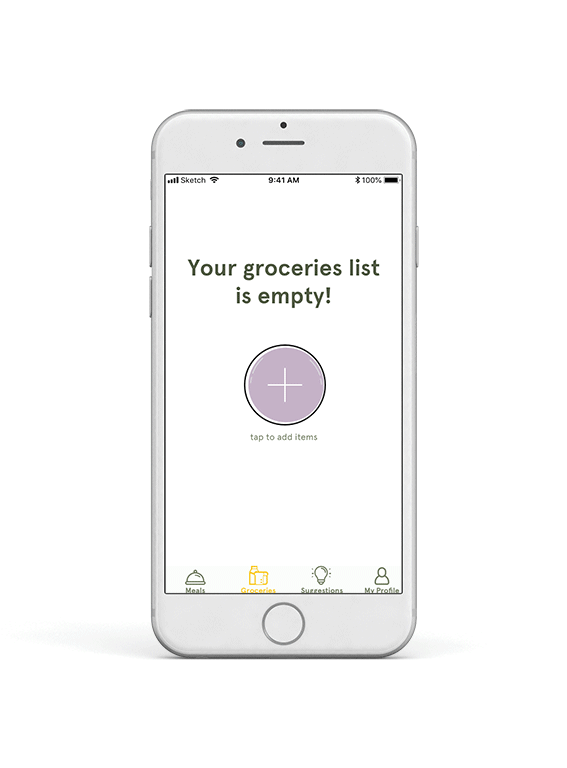 Sketch 9:41 AM 100%
Your groceries list
is empty!
tap to add items
Meals Groceries Suggestions My Profile